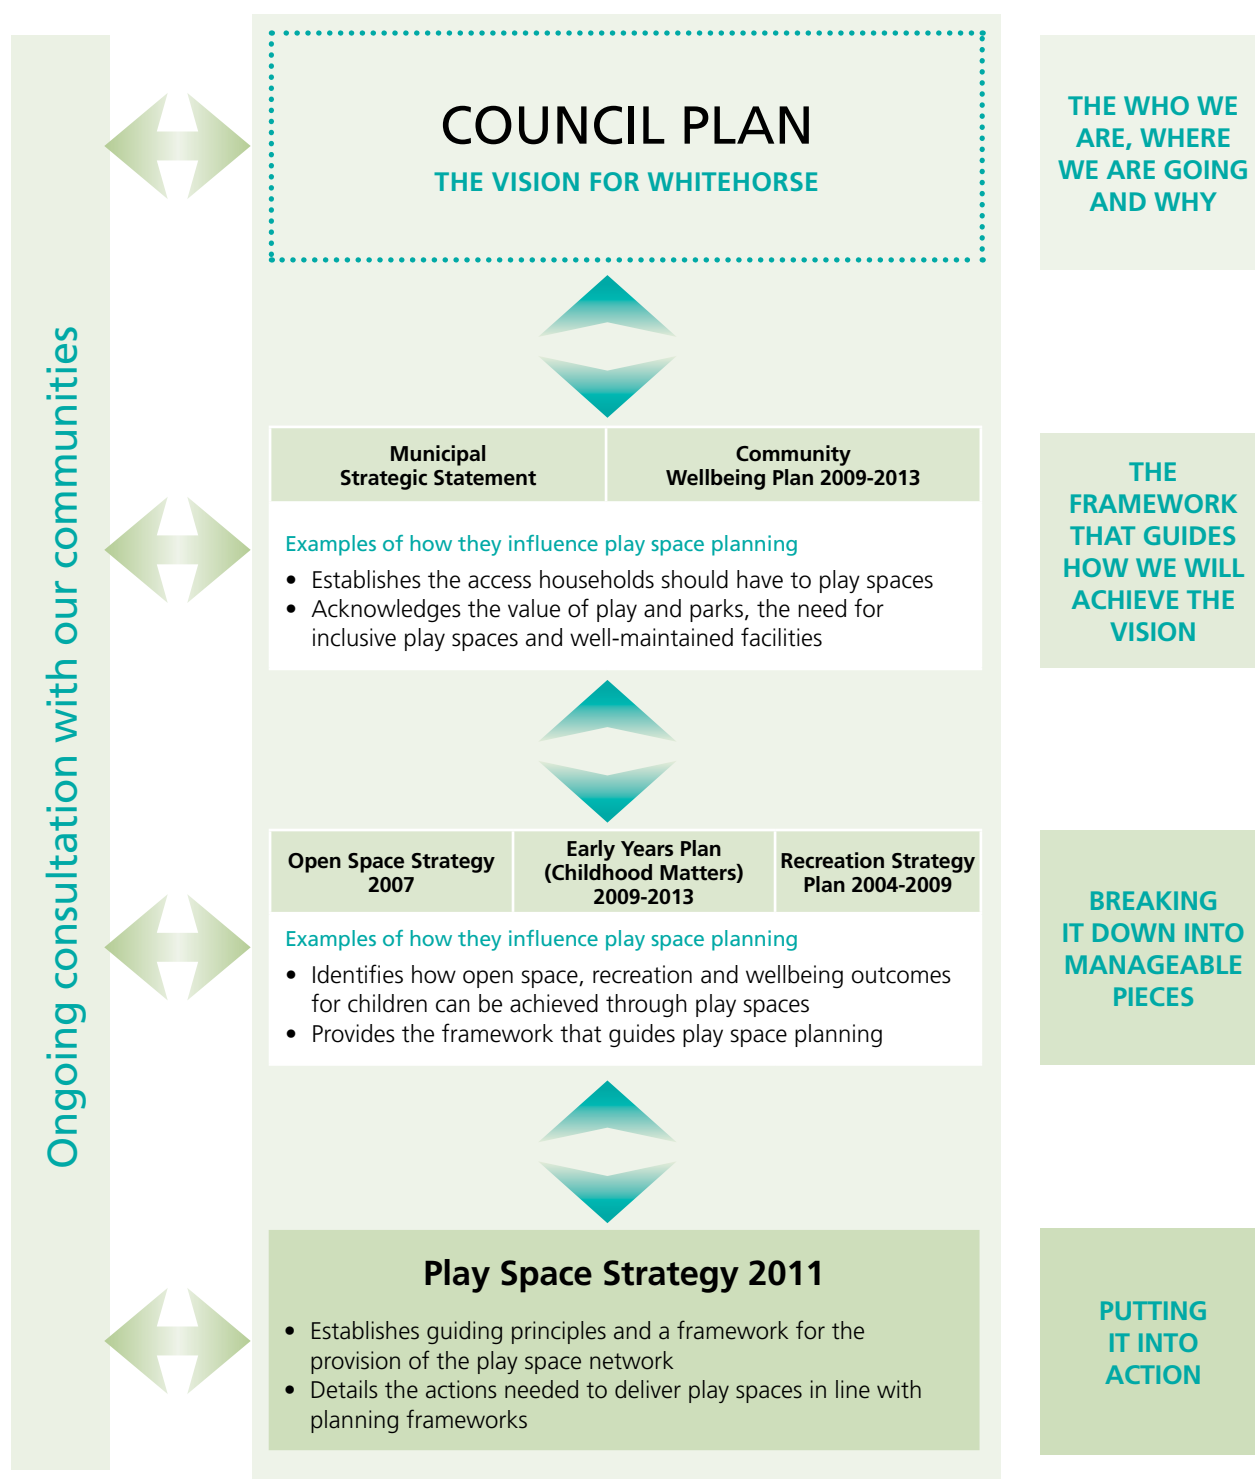 Ongoing consultation with our communities
COUNCIL PLAN
THE VISION FOR WHITEHORSE
THE WHO WE
ARE, WHERE
WE ARE GOING
AND WHY
Municipal
Strategic Statement
Community
Wellbeing Plan 2009-2013
Examples of how they influence play space planning
• Establishes the access households should have to play spaces
• Acknowledges the value of play and parks, the need for
inclusive play spaces and well-maintained facilities
THE
FRAMEWORK
THAT GUIDES
HOW WE WILL
ACHIEVE THE
VISION
Open Space Strategy
2007
Early Years Plan
(Childhood Matters)
2009-2013
Recreation Strategy
Plan 2004-2009
Examples of how they influence play space planning
• Identifies how open space, recreation and wellbeing outcomes
for children can be achieved through play spaces
• Provides the framework that guides play space planning
BREAKING
IT DOWN INTO
MANAGEABLE
PIECES
Play Space Strategy 2011
• Establishes guiding principles and a framework for the
provision of the play space network
• Details the actions needed to deliver play spaces in line with
planning frameworks
PUTTING
IT INTO
ACTION